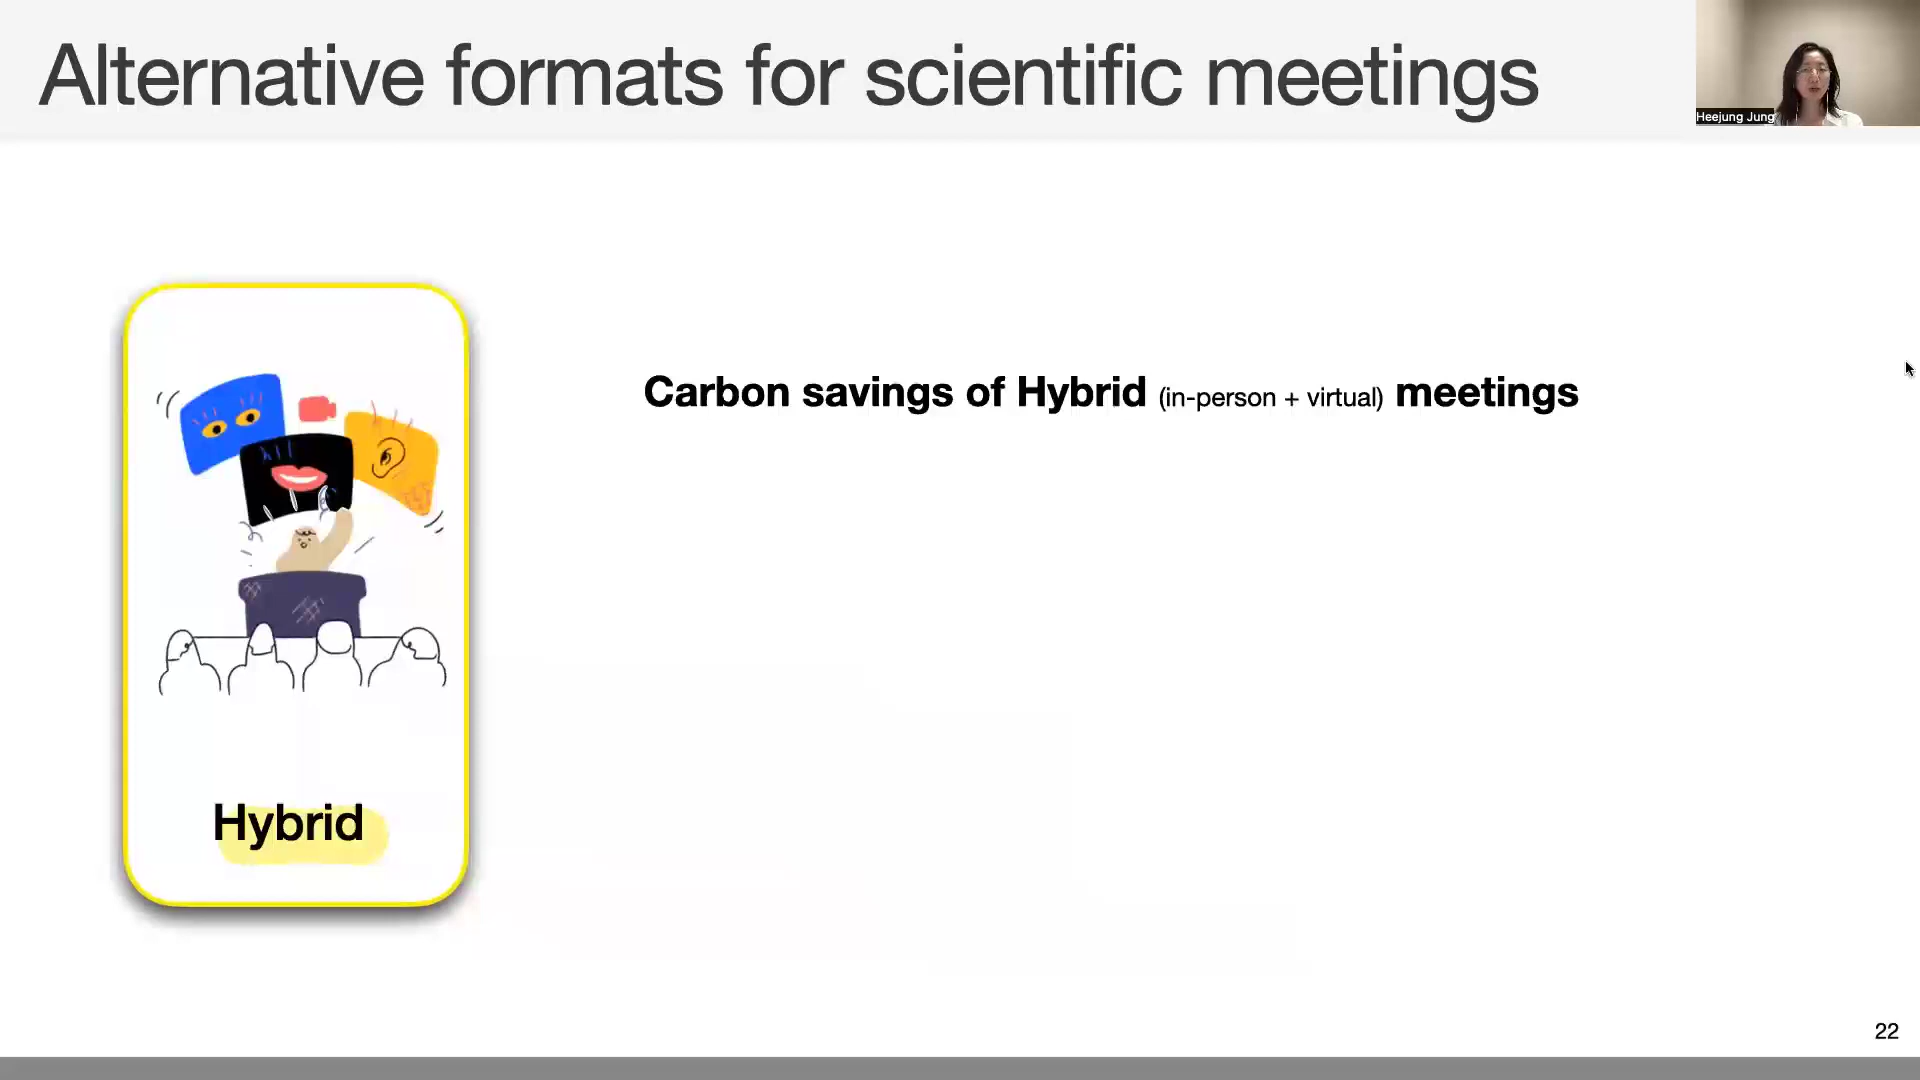 Alternative formats for scientific meetings
Heejung Jung
Carbon savings of Hybrid (in-person + virtual) meetings
Hybrid
22